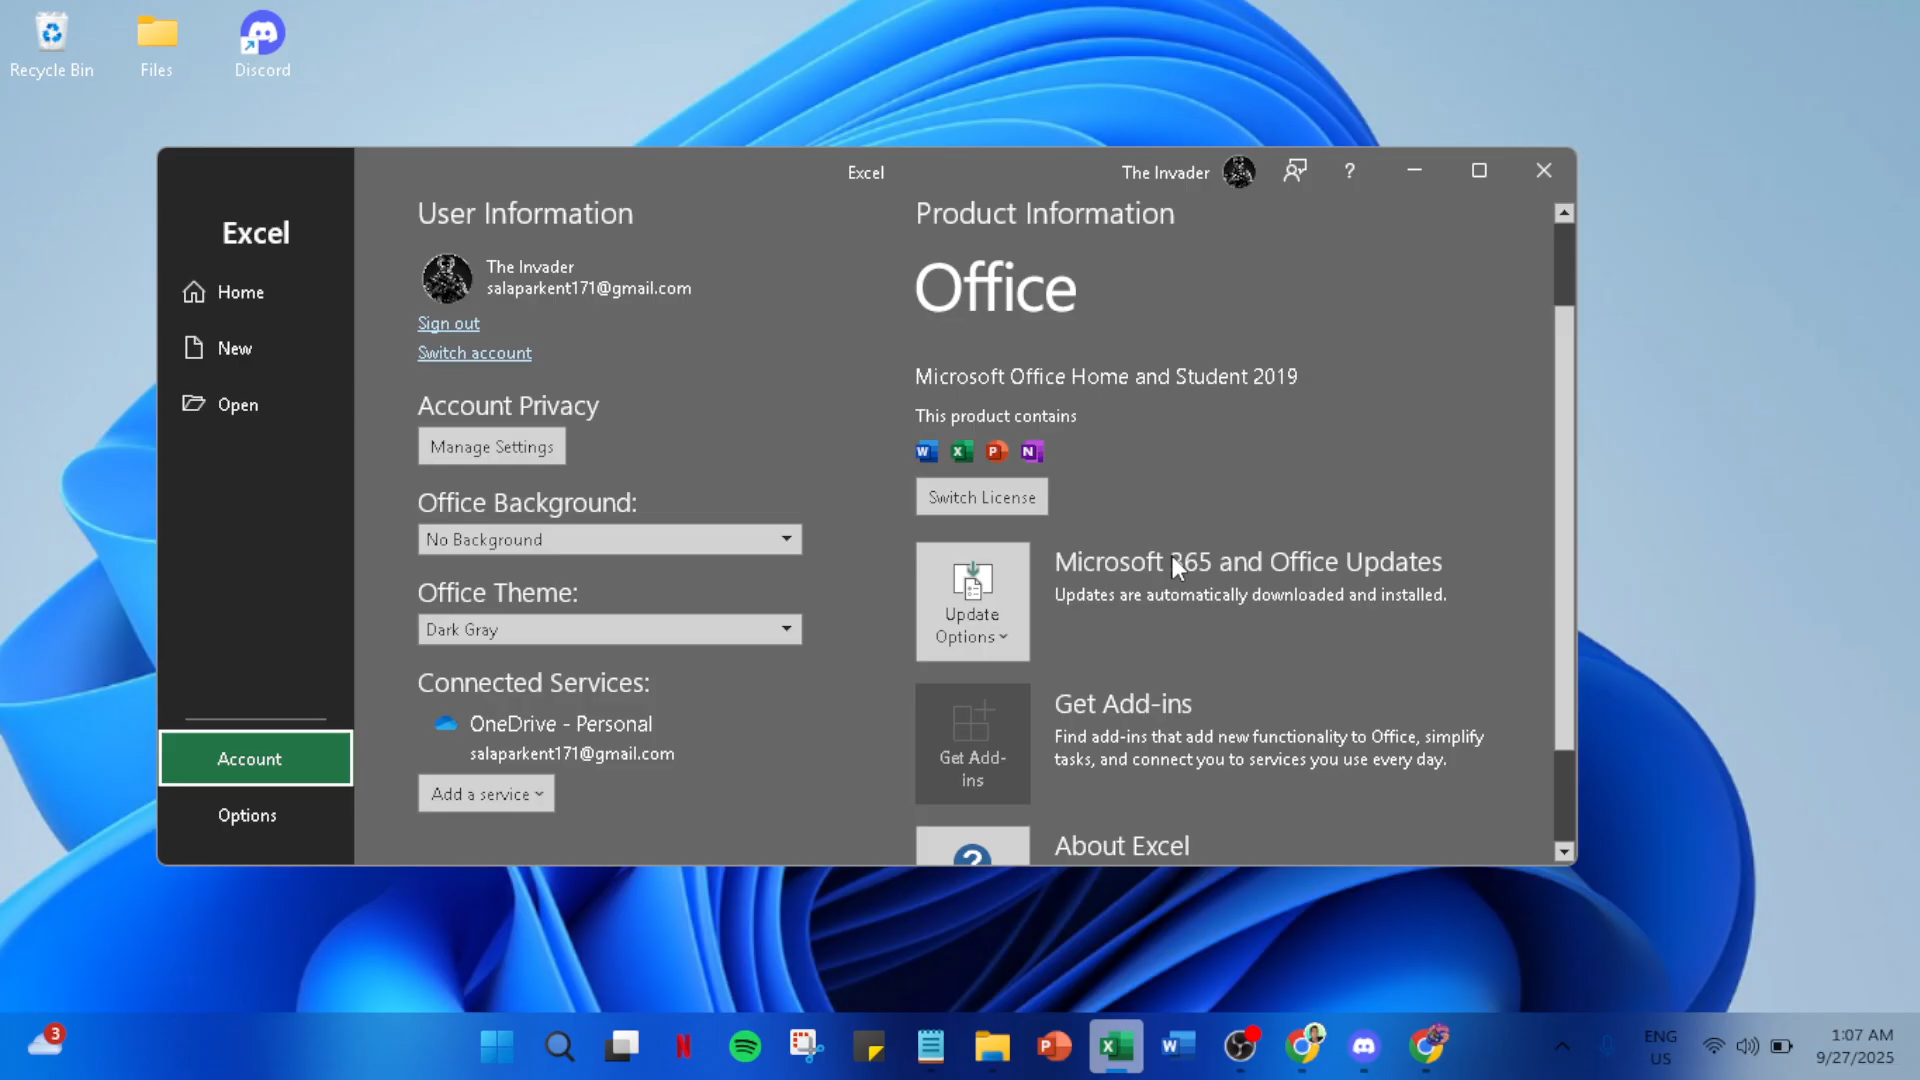 Recycle Bin
Files
Discord
Excel
The Invader
?
Excel
Home
New
Open
Account
Options
User Information
The Invader
salaparkent171@gmail.com
Sign out
Switch account
Account Privacy
Manage Settings
Office Background:
No Background
Office Theme:
Dark Gray
Connected Services:
OneDrive - Personal
salaparkent171@gmail.com
Add a service
Product Information
Office
Microsoft Office Home and Student 2019
This product contains
W X P N
Switch License
Update
Options
Microsoft 365 and Office Updates
Updates are automatically downloaded and installed.
Get Add-
ins
Get Add-ins
Find add-ins that add new functionality to Office, simplify
tasks, and connect you to services you use every day.
?
About Excel
3
N
P
X
W
ENG
US
1:07 AM
9/27/2025